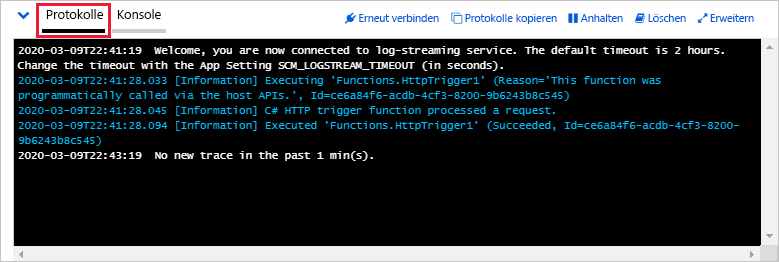 Protokolle Konsole Erneut verbinden Protokolle kopieren Anhalten Löschen Erweitern
2020-03-09T22:41:19 Welcome, you are now connected to log-streaming service. The default timeout is 2 hours.
Change the timeout with the App Setting SCM_LOGSTREAM_TIMEOUT (in seconds).
2020-03-09T22:41:28.033 [Information] Executing 'Functions.HttpTrigger1' (Reason='This function was
programmatically called via the host APIs.', Id=ce6a84f6-acdb-4cf3-8200-9b6243b8c545)
2020-03-09T22:41:28.045 [Information] C# HTTP trigger function processed a request.
2020-03-09T22:41:28.094 [Information] Executed 'Functions.HttpTrigger1' (Succeeded, Id=ce6a84f6-acdb-4cf3-8200-
9b6243b8c545)
2020-03-09T22:43:19 No new trace in the past 1 min(s).